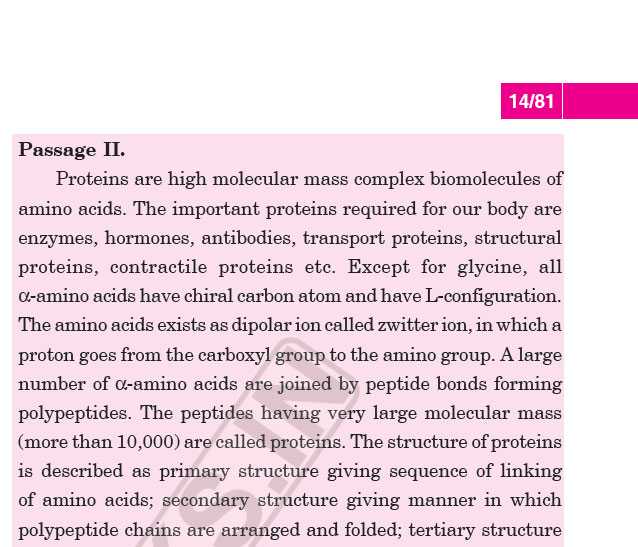 14/81
Passage II.
Proteins are high molecular mass complex biomolecules of
amino acids. The important proteins required for our body are
enzymes, hormones, antibodies, transport proteins, structural
proteins, contractile proteins etc. Except for glycine, all
α-amino acids have chiral carbon atom and have L-configuration.
The amino acids exists as dipolar ion called zwitter ion, in which a
proton goes from the carboxyl group to the amino group. A large
number of α-amino acids are joined by peptide bonds forming
polypeptides. The peptides having very large molecular mass
(more than 10,000) are called proteins. The structure of proteins
is described as primary structure giving sequence of linking
of amino acids; secondary structure giving manner in which
polypeptide chains are arranged and folded; tertiary structure
S.IN